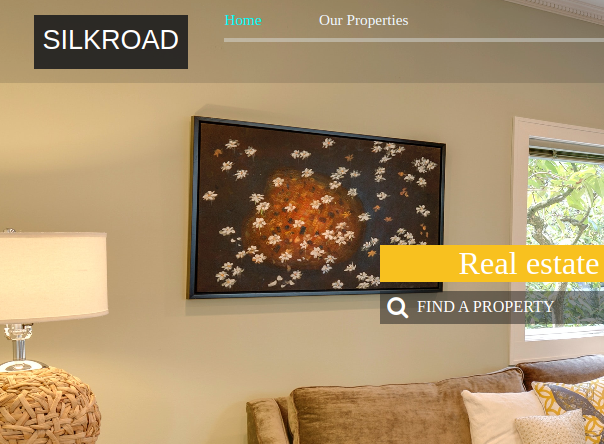 SILKROAD
Home
Our Properties
Real estate
FIND A PROPERTY